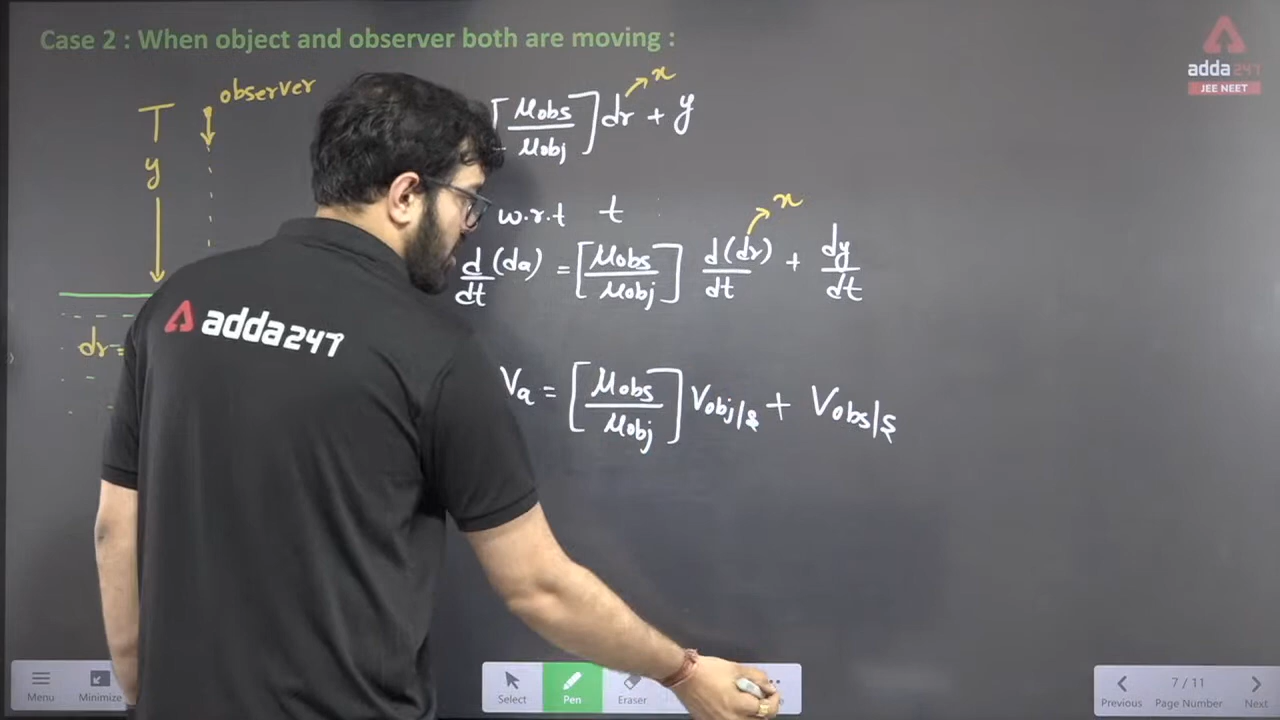 Case 2 : When object and observer both are moving :
adda247
JEE NEET
observer
y
[μobs/μobj] dr + y
x
w.r.t t
d/dt (da) = [μobs/μobj] d(dr)/dt + dy/dt
x
dr=
adda247
Va = [μobs/μobj] Vobj/s + Vobs/s
Menu
Minimize
Select
Pen
Eraser
Previous
7 / 11
Page Number
Next